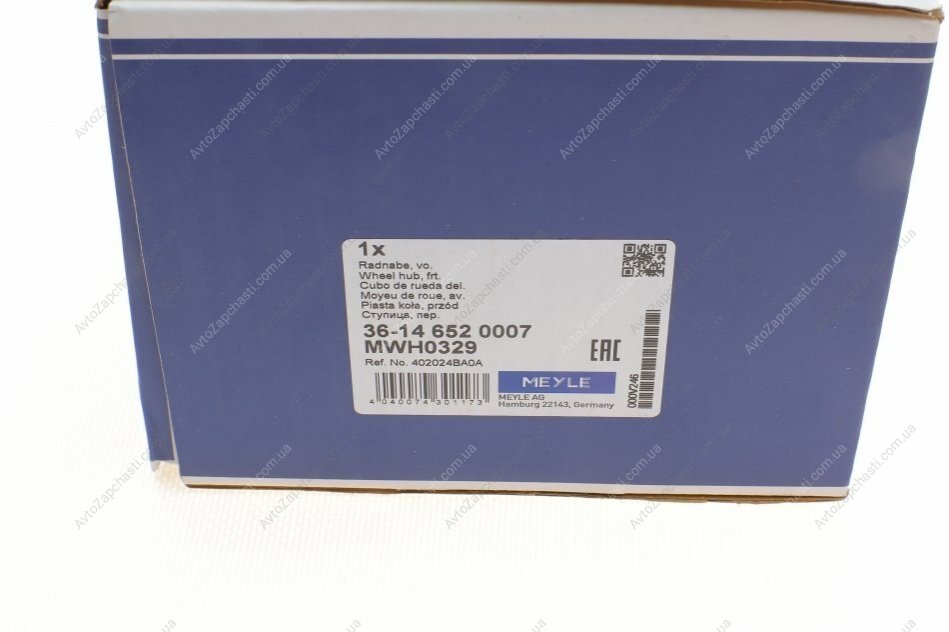 1x
Radnabe, vo.
Wheel hub, frt.
Cubo de rueda del.
Moyeu de roue, av.
Piasta koła, przód
Ступица, пер.
36-14 652 0007
MWH0329
Ref. No. 402024BA0A
4 040074 301173
EAC
MEYLE
MEYLE AG
Hamburg 22143, Germany
000V246
AvtoZapchasti.com.ua